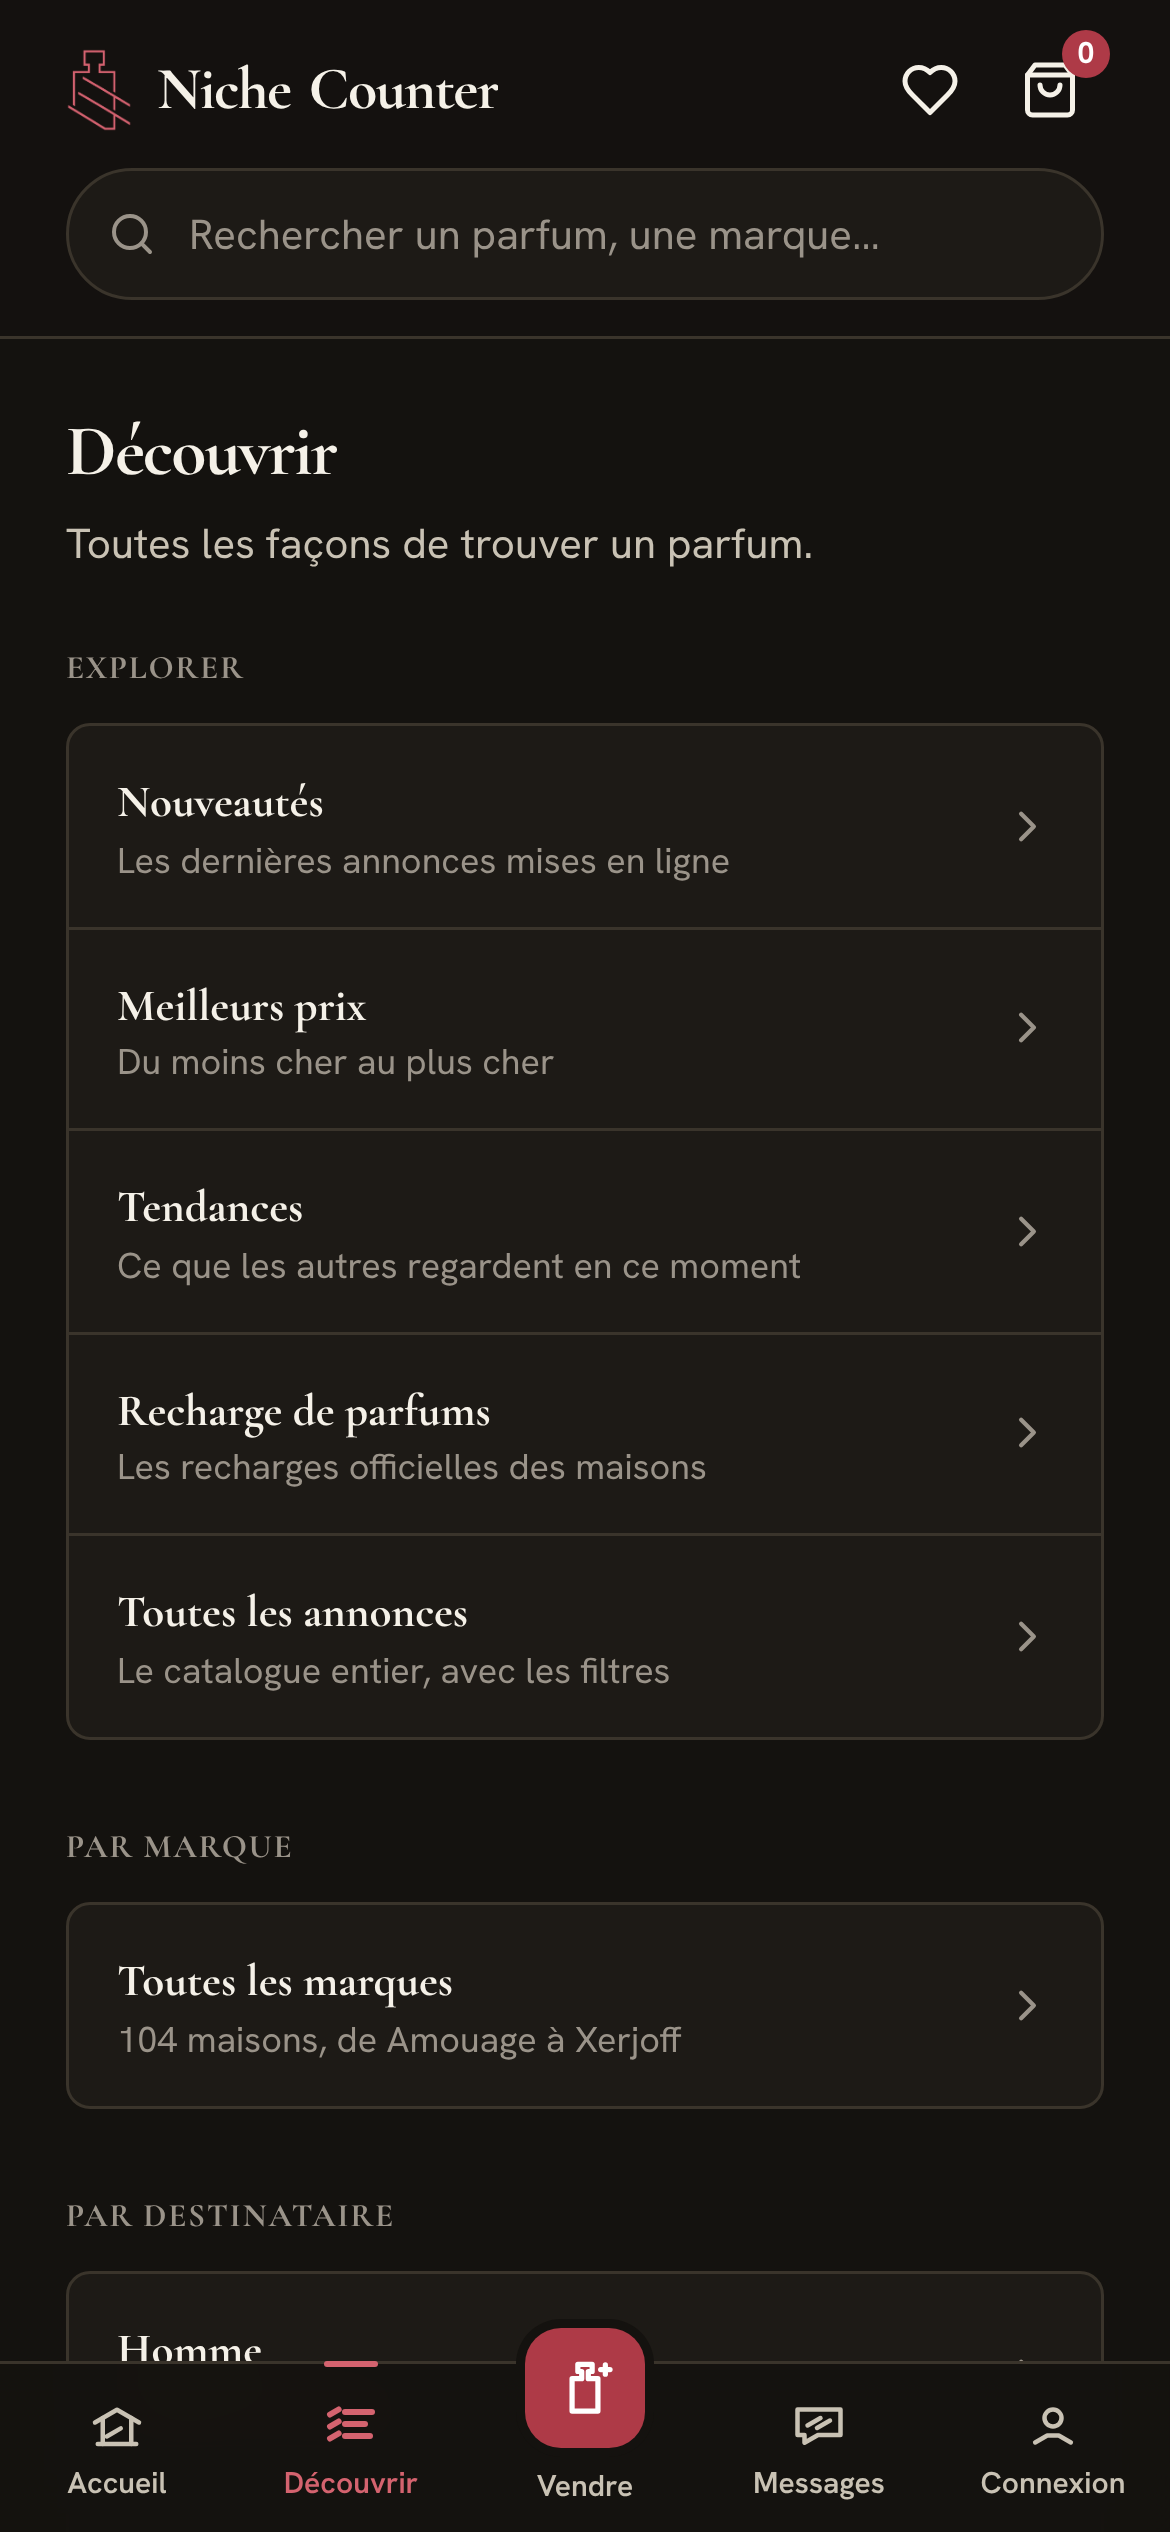 Niche Counter
0
Rechercher un parfum, une marque...
Découvrir
Toutes les façons de trouver un parfum.
EXPLORER
Nouveautés
Les dernières annonces mises en ligne
Meilleurs prix
Du moins cher au plus cher
Tendances
Ce que les autres regardent en ce moment
Recharge de parfums
Les recharges officielles des maisons
Toutes les annonces
Le catalogue entier, avec les filtres
PAR MARQUE
Toutes les marques
104 maisons, de Amouage à Xerjoff
PAR DESTINATAIRE
Homme
Accueil
Découvrir
Vendre
Messages
Connexion